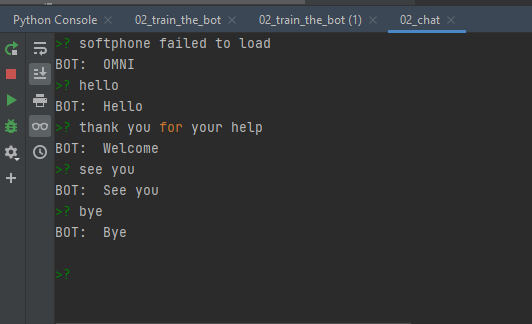 Python Console 02_train_the_bot 02_train_the_bot (1) 02_chat
>? softphone failed to load
BOT:  OMNI
>? hello
BOT:  Hello
>? thank you for your help
BOT:  Welcome
>? see you
BOT:  See you
>? bye
BOT:  Bye
>?